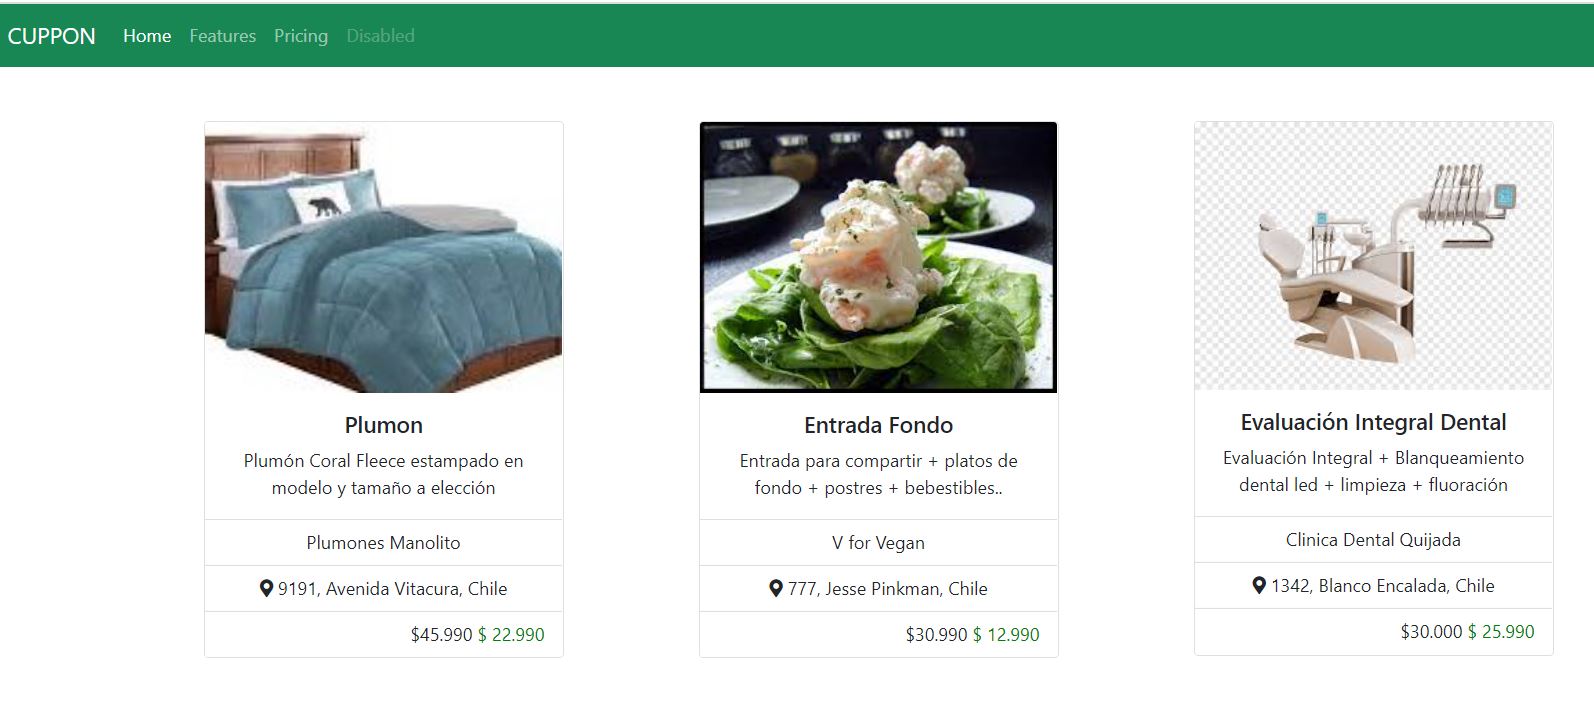 CUPPON Home Features Pricing Disabled
Plumon
Plumón Coral Fleece estampado en
modelo y tamaño a elección
Plumones Manolito
9191, Avenida Vitacura, Chile
$45.990 $ 22.990
Entrada Fondo
Entrada para compartir + platos de
fondo + postres + bebestibles..
V for Vegan
777, Jesse Pinkman, Chile
$30.990 $ 12.990
Evaluación Integral Dental
Evaluación Integral + Blanqueamiento
dental led + limpieza + fluoración
Clinica Dental Quijada
1342, Blanco Encalada, Chile
$30.000 $ 25.990